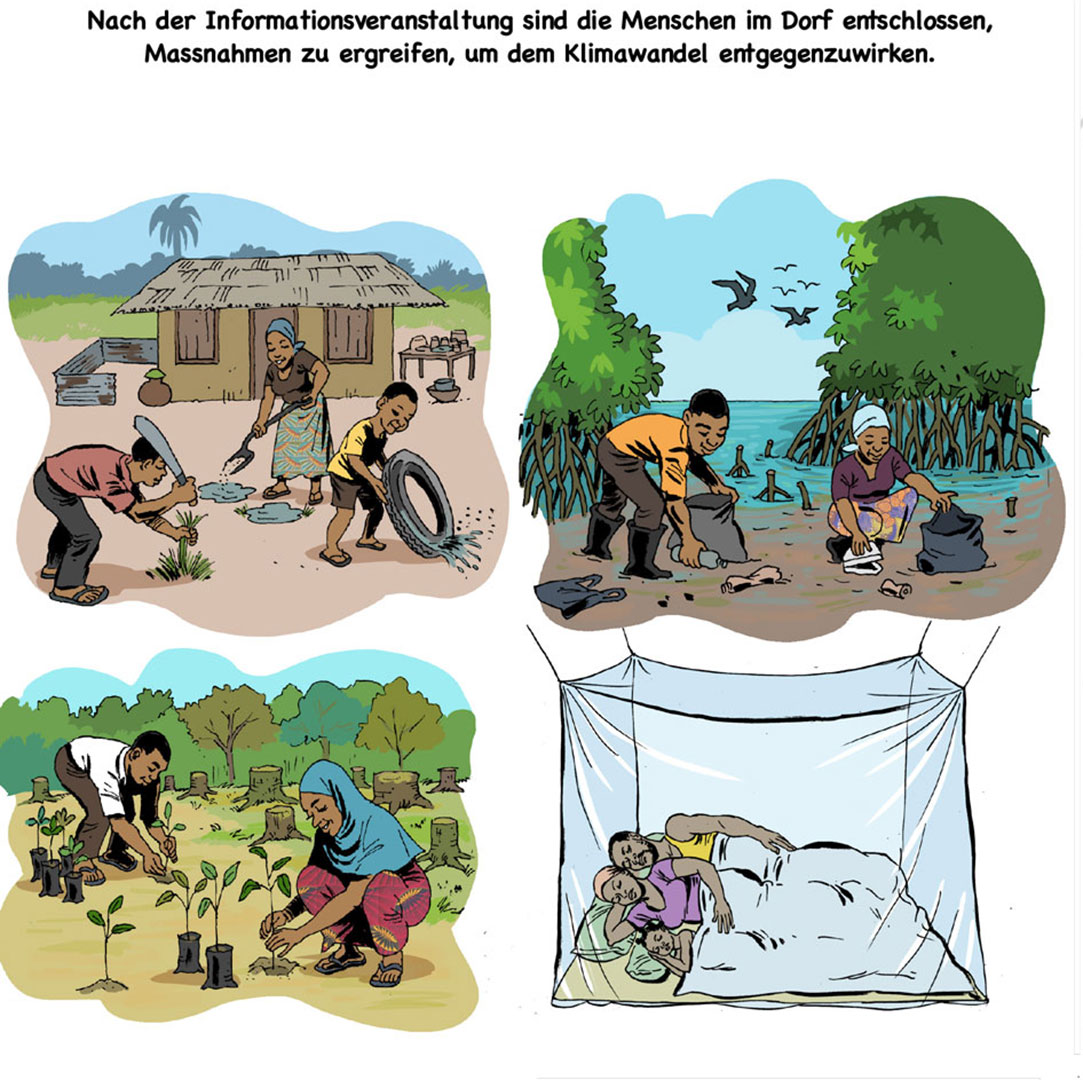 Nach der Informationsveranstaltung sind die Menschen im Dorf entschlossen,
Massnahmen zu ergreifen, um dem Klimawandel entgegenzuwirken.